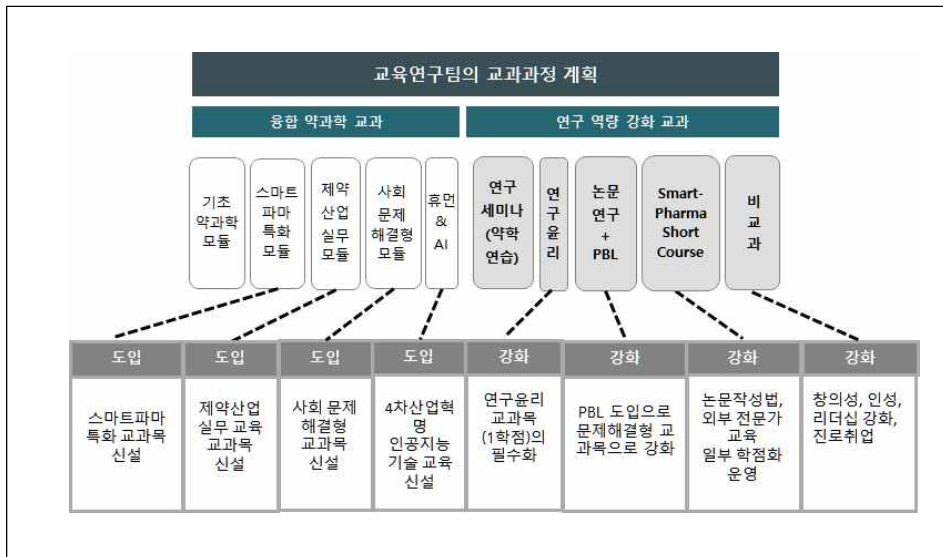 교육연구팀의 교과과정 계획
융합 약과학 교과
연구 역량 강화 교과
기초
약과학
모듈
스마트
파마
특화
모듈
제약
산업
실무
모듈
사회
문제
해결형
모듈
휴먼
&
AI
연구
세미나
(약학
연습)
연
구
윤
리
논문
연구
+
PBL
Smart-
Pharma
Short
Course
비
교
과
도입
스마트파마
특화 교과목
신설
도입
제약산업
실무 교육
교과목
신설
도입
사회 문제
해결형
교과목
신설
도입
4차산업혁
명
인공지능
기술 교육
신설
강화
연구윤리
교과목
(1학점)의
필수화
강화
PBL 도입으로
문제해결형 교
과목으로 강화
강화
논문작성법,
외부 전문가
교육
일부 학점화
운영
강화
창의성, 인성,
리더십 강화,
진로취업